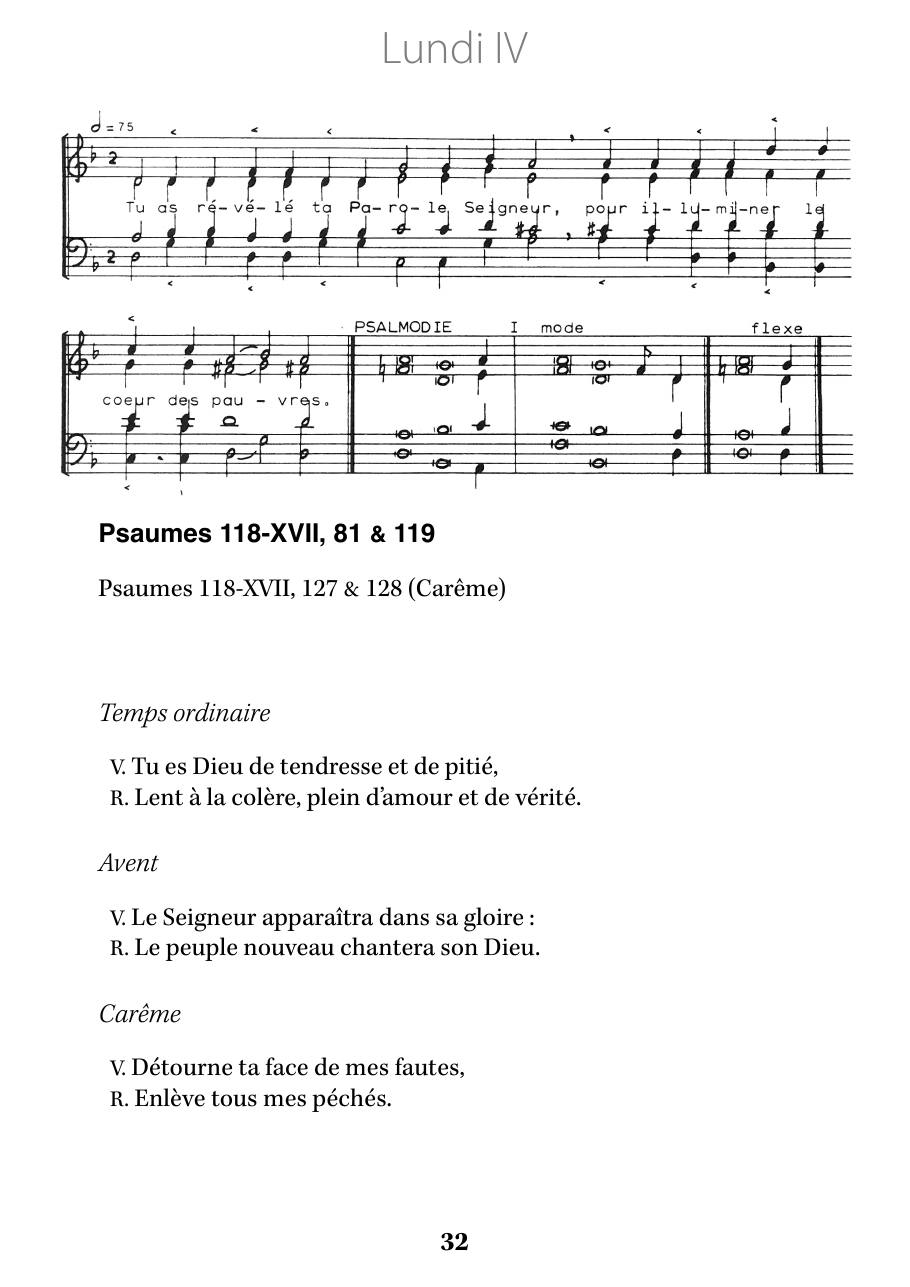 Lundi IV
= 75
2
Tu as ré-vé-lé ta Pa-ro-le, Seigneur, pour il-lu-mi-ner le
2
PSALMODIE I mode flexe
coeur des pau - vres.
Psaumes 118-XVII, 81 & 119
Psaumes 118-XVII, 127 & 128 (Carême)
Temps ordinaire
V. Tu es Dieu de tendresse et de pitié,
R. Lent à la colère, plein d’amour et de vérité.
Avent
V. Le Seigneur apparaîtra dans sa gloire :
R. Le peuple nouveau chantera son Dieu.
Carême
V. Détourne ta face de mes fautes,
R. Enlève tous mes péchés.
32